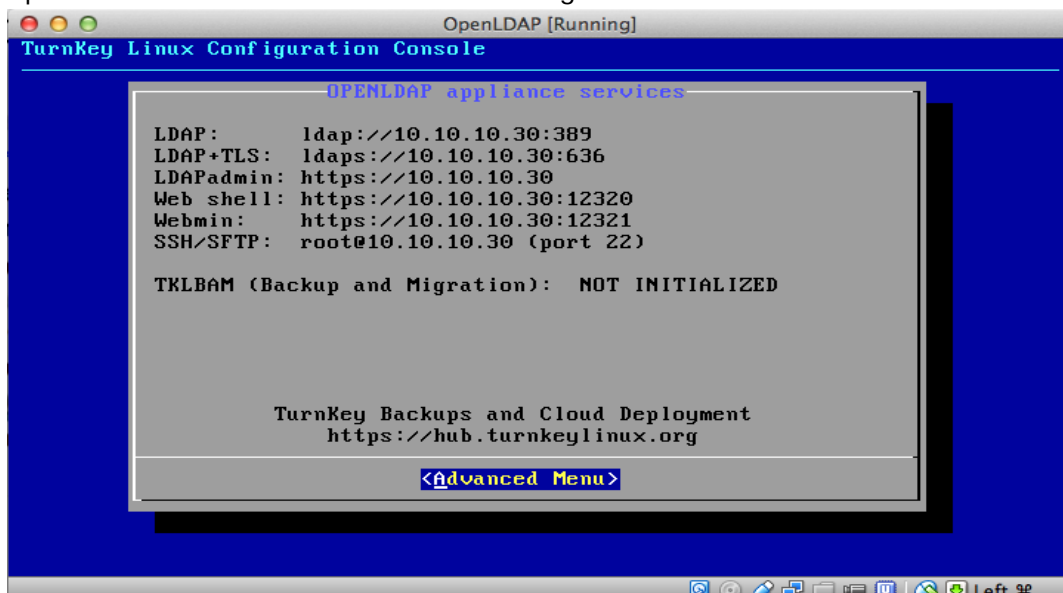 OpenLDAP [Running]
TurnKey Linux Configuration Console
OPENLDAP appliance services
LDAP: ldap://10.10.10.30:389
LDAP+TLS: ldaps://10.10.10.30:636
LDAPadmin: https://10.10.10.30
Web shell: https://10.10.10.30:12320
Webmin: https://10.10.10.30:12321
SSH/SFTP: root@10.10.10.30 (port 22)
TKLBAM (Backup and Migration): NOT INITIALIZED
TurnKey Backups and Cloud Deployment
https://hub.turnkeylinux.org
<Advanced Menu>
Left ⌘